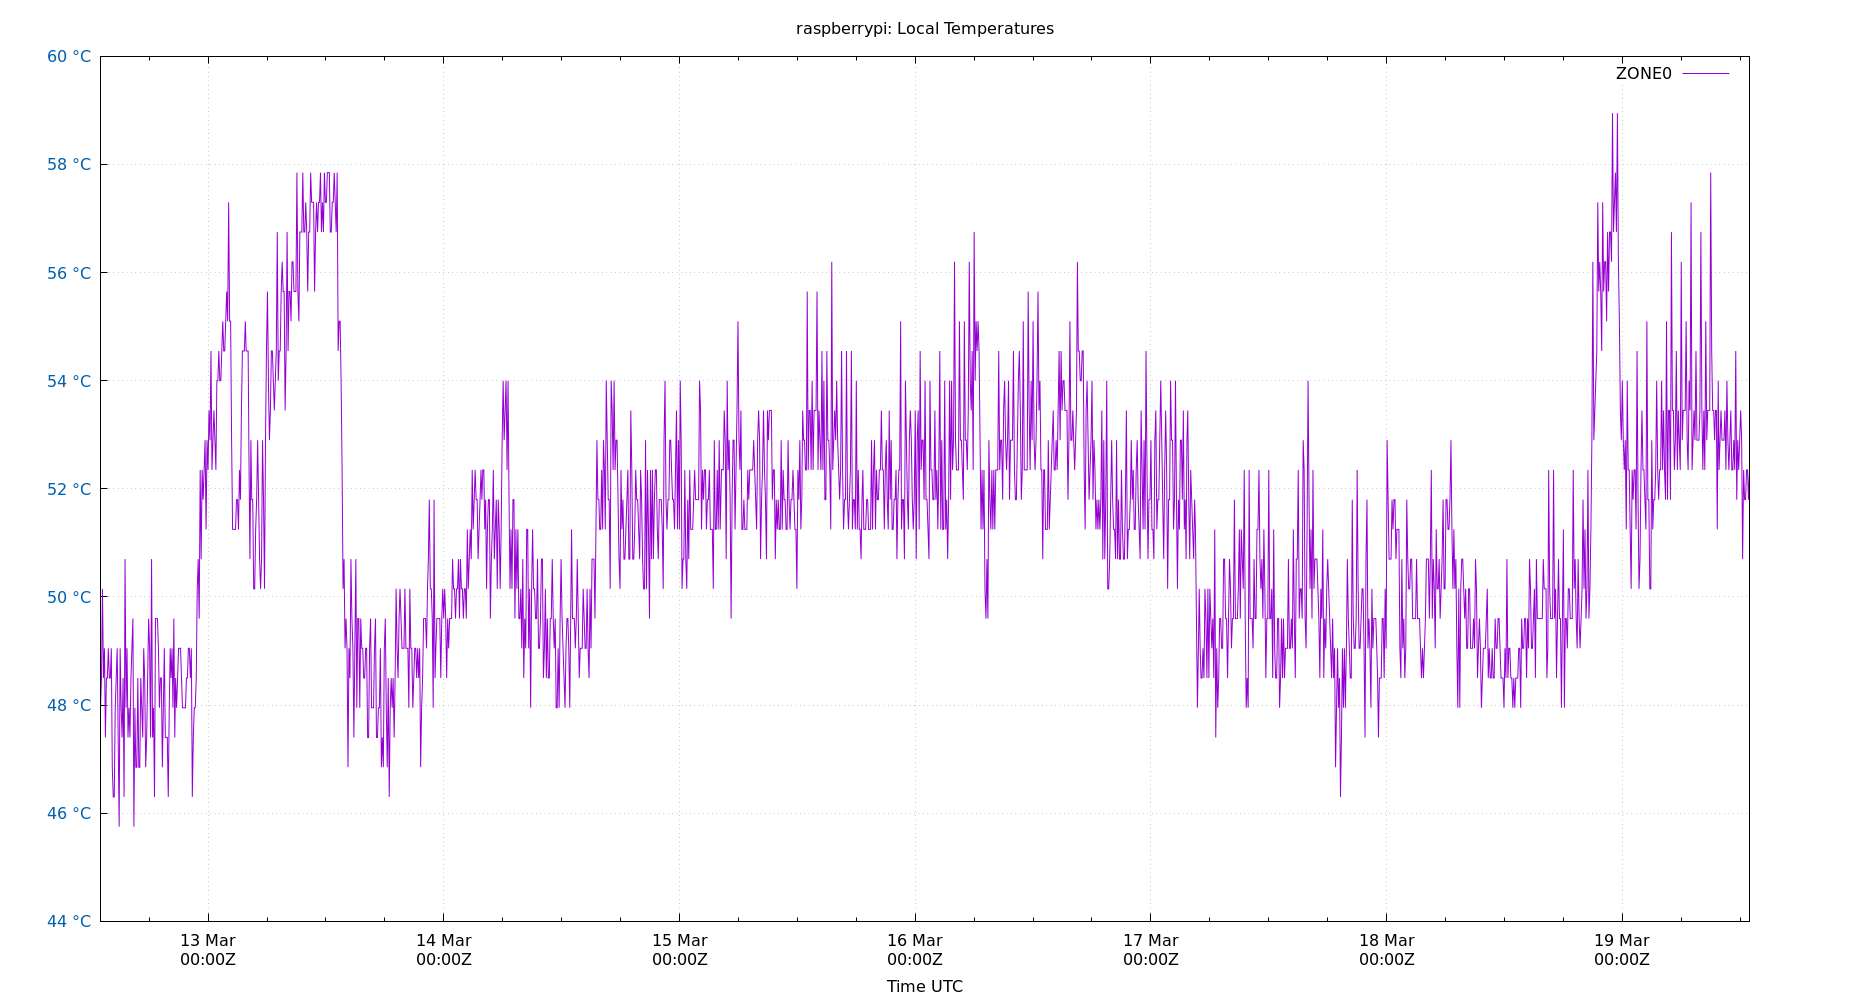 raspberrypi: Local Temperatures
60 °C
ZONE0
58 °C
56 °C
54 °C
52 °C
50 °C
48 °C
46 °C
44 °C
13 Mar 14 Mar 15 Mar 16 Mar 17 Mar 18 Mar 19 Mar
00:00Z 00:00Z 00:00Z 00:00Z 00:00Z 00:00Z 00:00Z
Time UTC